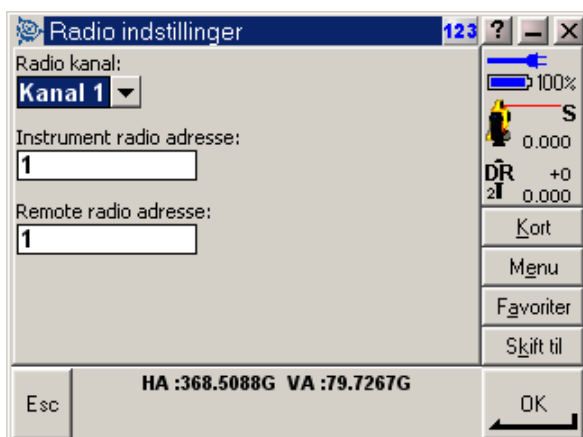 Radio indstillinger 123 ?
Radio kanal:
Kanal 1
Instrument radio adresse:
1
Remote radio adresse:
1
100%
S
0.000
DR +0
2 0.000
Kort
Menu
Favoriter
Skift til
Esc
HA :368.5088G VA :79.7267G
OK